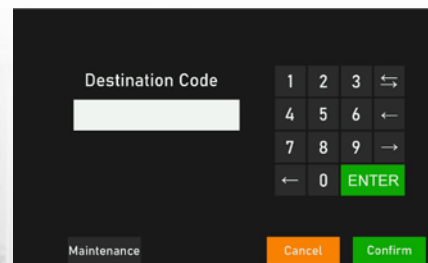 Destination Code
1 2 3 ⇆
4 5 6 ←
7 8 9 →
← 0 ENTER
Maintenance Cancel Confirm